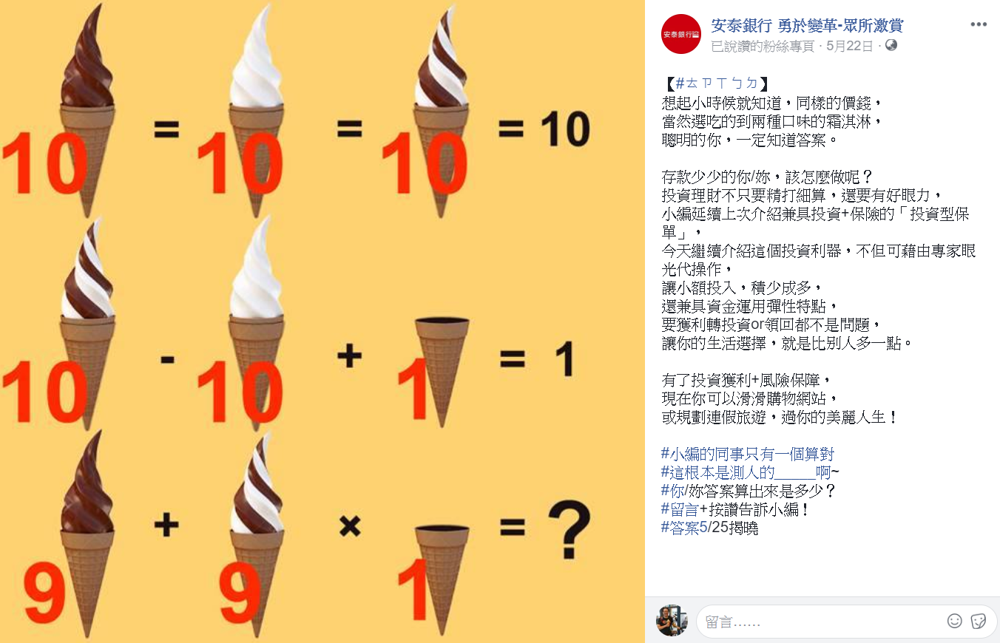 10 = 10 = 10 = 10
10 - 10 + 1 = 1
9 + 9 × 1 = ?
安泰銀行
安泰銀行 勇於變革-眾所激賞
已說讚的粉絲專頁 · 5月22日 ·
【#ㄊㄗㄒㄅㄉ】
想起小時候就知道，同樣的價錢，
當然選吃的到兩種口味的霜淇淋，
聰明的你，一定知道答案。
存款少少的你/妳，該怎麼做呢？
投資理財不只要精打細算，還要有好眼力，
小編延續上次介紹兼具投資+保險的「投資型保
單」，
今天繼續介紹這個投資利器，不但可藉由專家眼
光代操作，
讓小額投入，積少成多，
還兼具資金運用彈性特點，
要獲利轉投資or領回都不是問題，
讓你的生活選擇，就是比別人多一點。
有了投資獲利+風險保障，
現在你可以滑滑購物網站，
或規劃連假旅遊，過你的美麗人生！
#小編的同事只有一個算對
#這根本是測人的_____啊~
#你/妳答案算出來是多少？
#留言+按讚告訴小編！
#答案5/25揭曉
留言......